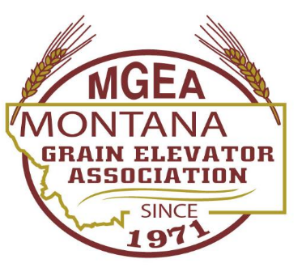 MGEA
MONTANA
GRAIN ELEVATOR
ASSOCIATION
SINCE
1971